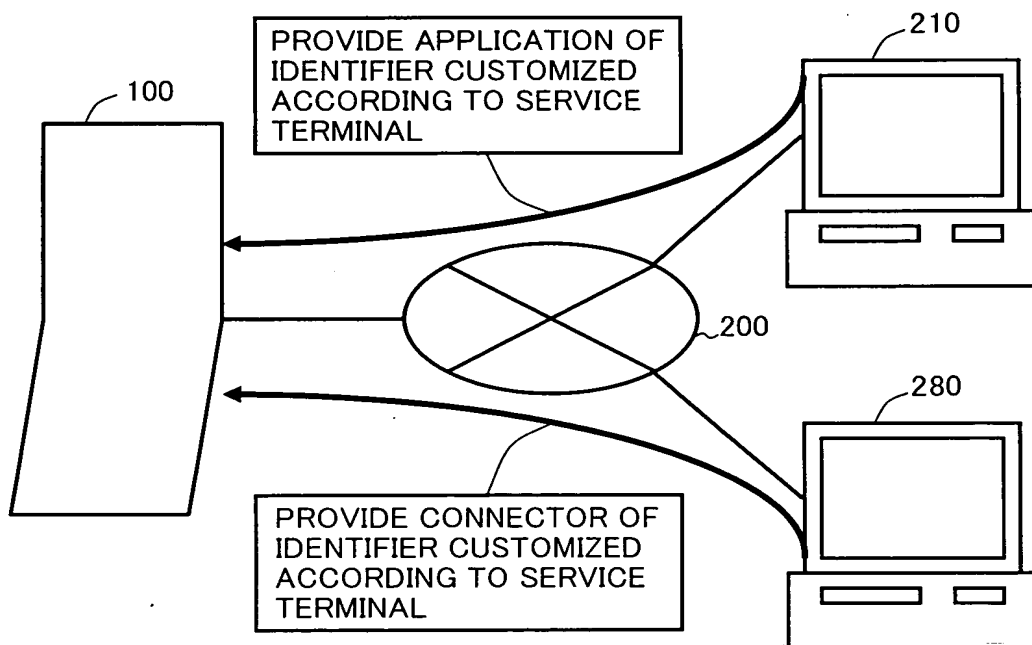 PROVIDE APPLICATION OF
IDENTIFIER CUSTOMIZED
ACCORDING TO SERVICE
TERMINAL
210
100
200
280
PROVIDE CONNECTOR OF
IDENTIFIER CUSTOMIZED
ACCORDING TO SERVICE
TERMINAL